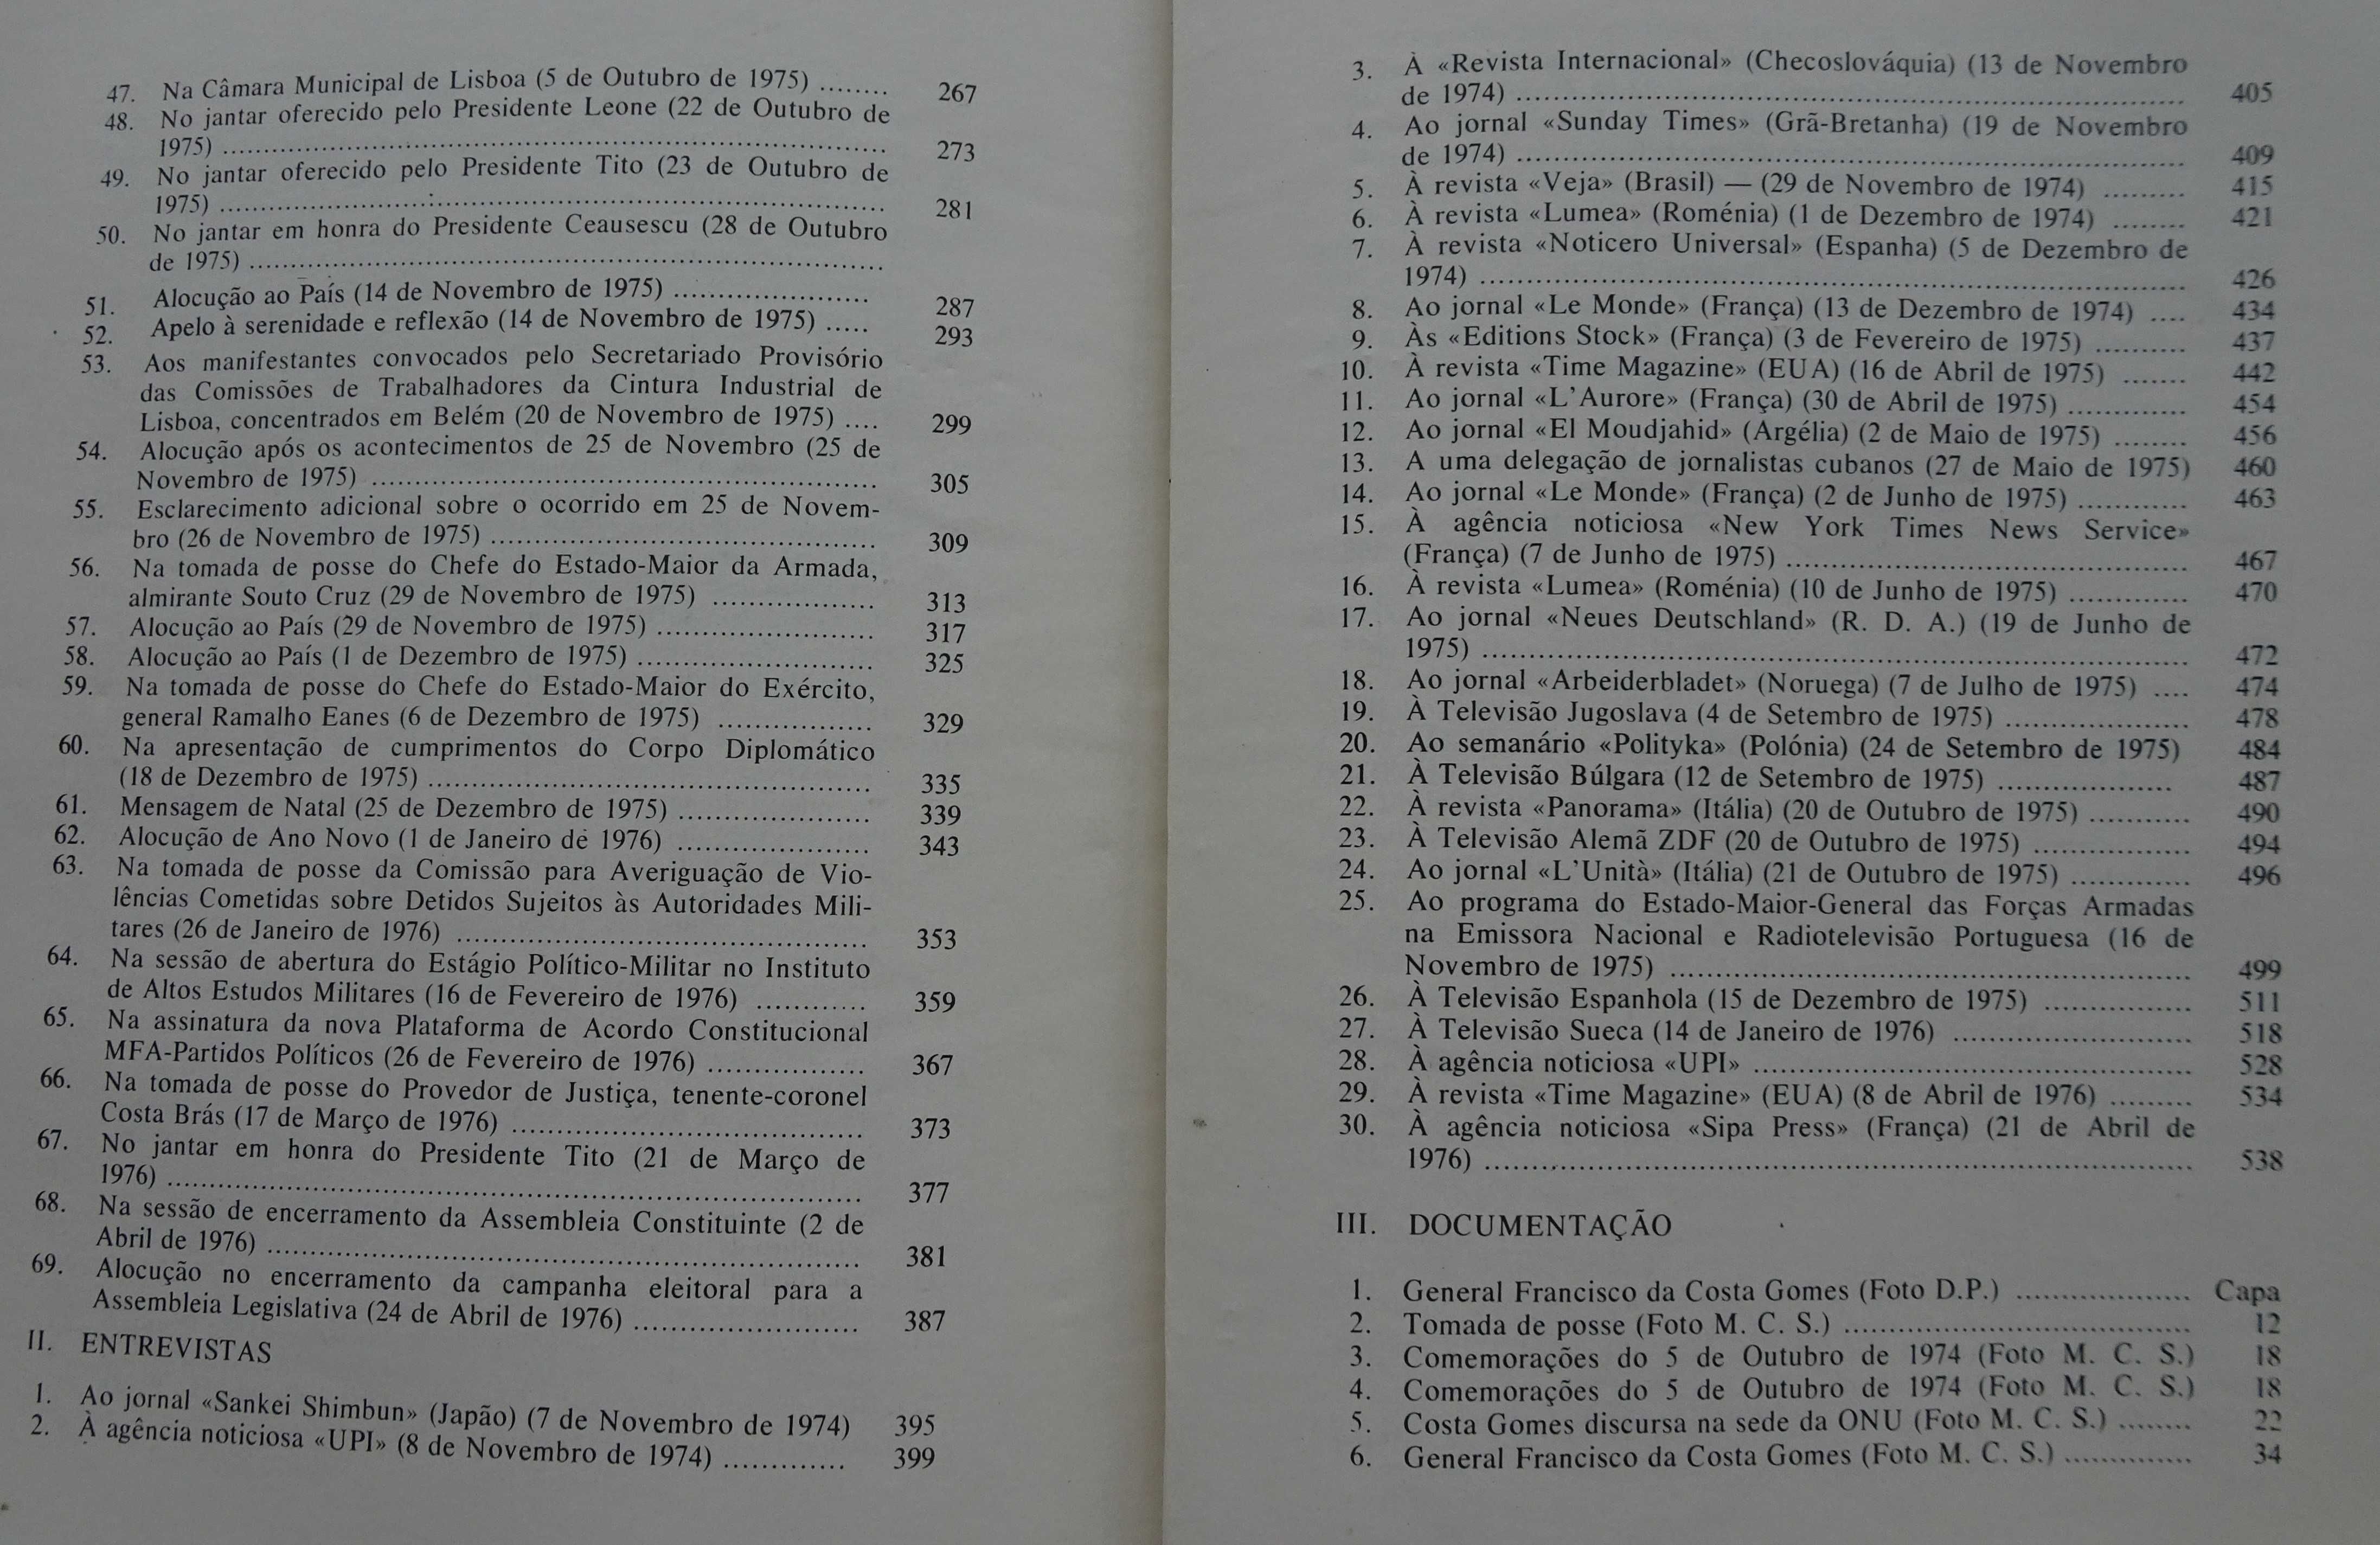 47. Na Câmara Municipal de Lisboa (5 de Outubro de 1975) ........ 267
48. No jantar oferecido pelo Presidente Leone (22 de Outubro de
1975) ........ 273
49. No jantar oferecido pelo Presidente Tito (23 de Outubro de
1975) ........ 281
50. No jantar em honra do Presidente Ceausescu (28 de Outubro
de 1975) ........
51. Alocução ao País (14 de Novembro de 1975) ........ 287
52. Apelo à serenidade e reflexão (14 de Novembro de 1975) ..... 293
53. Aos manifestantes convocados pelo Secretariado Provisório
das Comissões de Trabalhadores da Cintura Industrial de
Lisboa, concentrados em Belém (20 de Novembro de 1975) .... 299
54. Alocução após os acontecimentos de 25 de Novembro (25 de
Novembro de 1975) ........ 305
55. Esclarecimento adicional sobre o ocorrido em 25 de Novem-
bro (26 de Novembro de 1975) ........ 309
56. Na tomada de posse do Chefe do Estado-Maior da Armada,
almirante Souto Cruz (29 de Novembro de 1975) ........ 313
57. Alocução ao País (29 de Novembro de 1975) ........ 317
58. Alocução ao País (1 de Dezembro de 1975) ........ 325
59. Na tomada de posse do Chefe do Estado-Maior do Exército,
general Ramalho Eanes (6 de Dezembro de 1975) ........ 329
60. Na apresentação de cumprimentos do Corpo Diplomático
(18 de Dezembro de 1975) ........ 335
61. Mensagem de Natal (25 de Dezembro de 1975) ........ 339
62. Alocução de Ano Novo (1 de Janeiro de 1976) ........ 343
63. Na tomada de posse da Comissão para Averiguação de Vio-
lências Cometidas sobre Detidos Sujeitos às Autoridades Mili-
tares (26 de Janeiro de 1976) ........ 353
64. Na sessão de abertura do Estágio Político-Militar no Instituto
de Altos Estudos Militares (16 de Fevereiro de 1976) ........ 359
65. Na assinatura da nova Plataforma de Acordo Constitucional
MFA-Partidos Políticos (26 de Fevereiro de 1976) ........ 367
66. Na tomada de posse do Provedor de Justiça, tenente-coronel
Costa Brás (17 de Março de 1976) ........ 373
67. No jantar em honra do Presidente Tito (21 de Março de
1976) ........ 377
68. Na sessão de encerramento da Assembleia Constituinte (2 de
Abril de 1976) ........ 381
69. Alocução no encerramento da campanha eleitoral para a
Assembleia Legislativa (24 de Abril de 1976) ........ 387
II. ENTREVISTAS
1. Ao jornal «Sankei Shimbun» (Japão) (7 de Novembro de 1974) 395
2. À agência noticiosa «UPI» (8 de Novembro de 1974) ........ 399
3. À «Revista Internacional» (Checoslováquia) (13 de Novembro
de 1974) ........ 405
4. Ao jornal «Sunday Times» (Grã-Bretanha) (19 de Novembro
de 1974) ........ 409
5. À revista «Veja» (Brasil) — (29 de Novembro de 1974) ........ 415
6. À revista «Lumea» (Roménia) (1 de Dezembro de 1974) ........ 421
7. À revista «Noticero Universal» (Espanha) (5 de Dezembro de
1974) ........ 426
8. Ao jornal «Le Monde» (França) (13 de Dezembro de 1974) .... 434
9. Às «Editions Stock» (França) (3 de Fevereiro de 1975) ........ 437
10. À revista «Time Magazine» (EUA) (16 de Abril de 1975) ....... 442
11. Ao jornal «L'Aurore» (França) (30 de Abril de 1975) ........ 454
12. Ao jornal «El Moudjahid» (Argélia) (2 de Maio de 1975) ........ 456
13. A uma delegação de jornalistas cubanos (27 de Maio de 1975) 460
14. Ao jornal «Le Monde» (França) (2 de Junho de 1975) ........ 463
15. À agência noticiosa «New York Times News Service»
(França) (7 de Junho de 1975) ........ 467
16. À revista «Lumea» (Roménia) (10 de Junho de 1975) ........ 470
17. Ao jornal «Neues Deutschland» (R. D. A.) (19 de Junho de
1975) ........ 472
18. Ao jornal «Arbeiderbladet» (Noruega) (7 de Julho de 1975) .... 474
19. À Televisão Jugoslava (4 de Setembro de 1975) ........ 478
20. Ao semanário «Polityka» (Polónia) (24 de Setembro de 1975) 484
21. À Televisão Búlgara (12 de Setembro de 1975) ........ 487
22. À revista «Panorama» (Itália) (20 de Outubro de 1975) ........ 490
23. À Televisão Alemã ZDF (20 de Outubro de 1975) ........ 494
24. Ao jornal «L'Unità» (Itália) (21 de Outubro de 1975) ........ 496
25. Ao programa do Estado-Maior-General das Forças Armadas
na Emissora Nacional e Radiotelevisão Portuguesa (16 de
Novembro de 1975) ........ 499
26. À Televisão Espanhola (15 de Dezembro de 1975) ........ 511
27. À Televisão Sueca (14 de Janeiro de 1976) ........ 518
28. À agência noticiosa «UPI» ........ 528
29. À revista «Time Magazine» (EUA) (8 de Abril de 1976) ........ 534
30. À agência noticiosa «Sipa Press» (França) (21 de Abril de
1976) ........ 538
III. DOCUMENTAÇÃO
1. General Francisco da Costa Gomes (Foto D.P.) ........ Capa
2. Tomada de posse (Foto M. C. S.) ........ 12
3. Comemorações do 5 de Outubro de 1974 (Foto M. C. S.) 18
4. Comemorações do 5 de Outubro de 1974 (Foto M. C. S.) 18
5. Costa Gomes discursa na sede da ONU (Foto M. C. S.) ........ 22
6. General Francisco da Costa Gomes (Foto M. C. S.) ........ 34